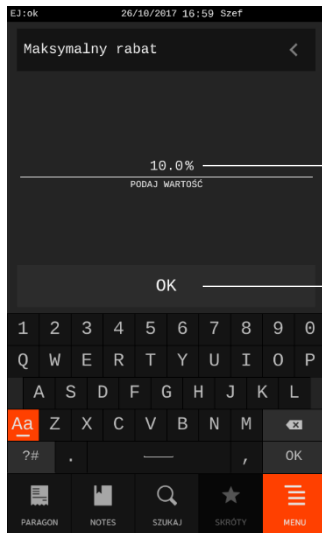 EJ:ok 26/10/2017 16:59 Szef
Maksymalny rabat <
10.0%
PODAJ WARTOŚĆ
OK
1 2 3 4 5 6 7 8 9 0
Q W E R T Y U I O P
A S D F G H J K L
Aa Z X C V B N M
?# . , OK
PARAGON NOTES SZUKAJ SKRÓTY MENU